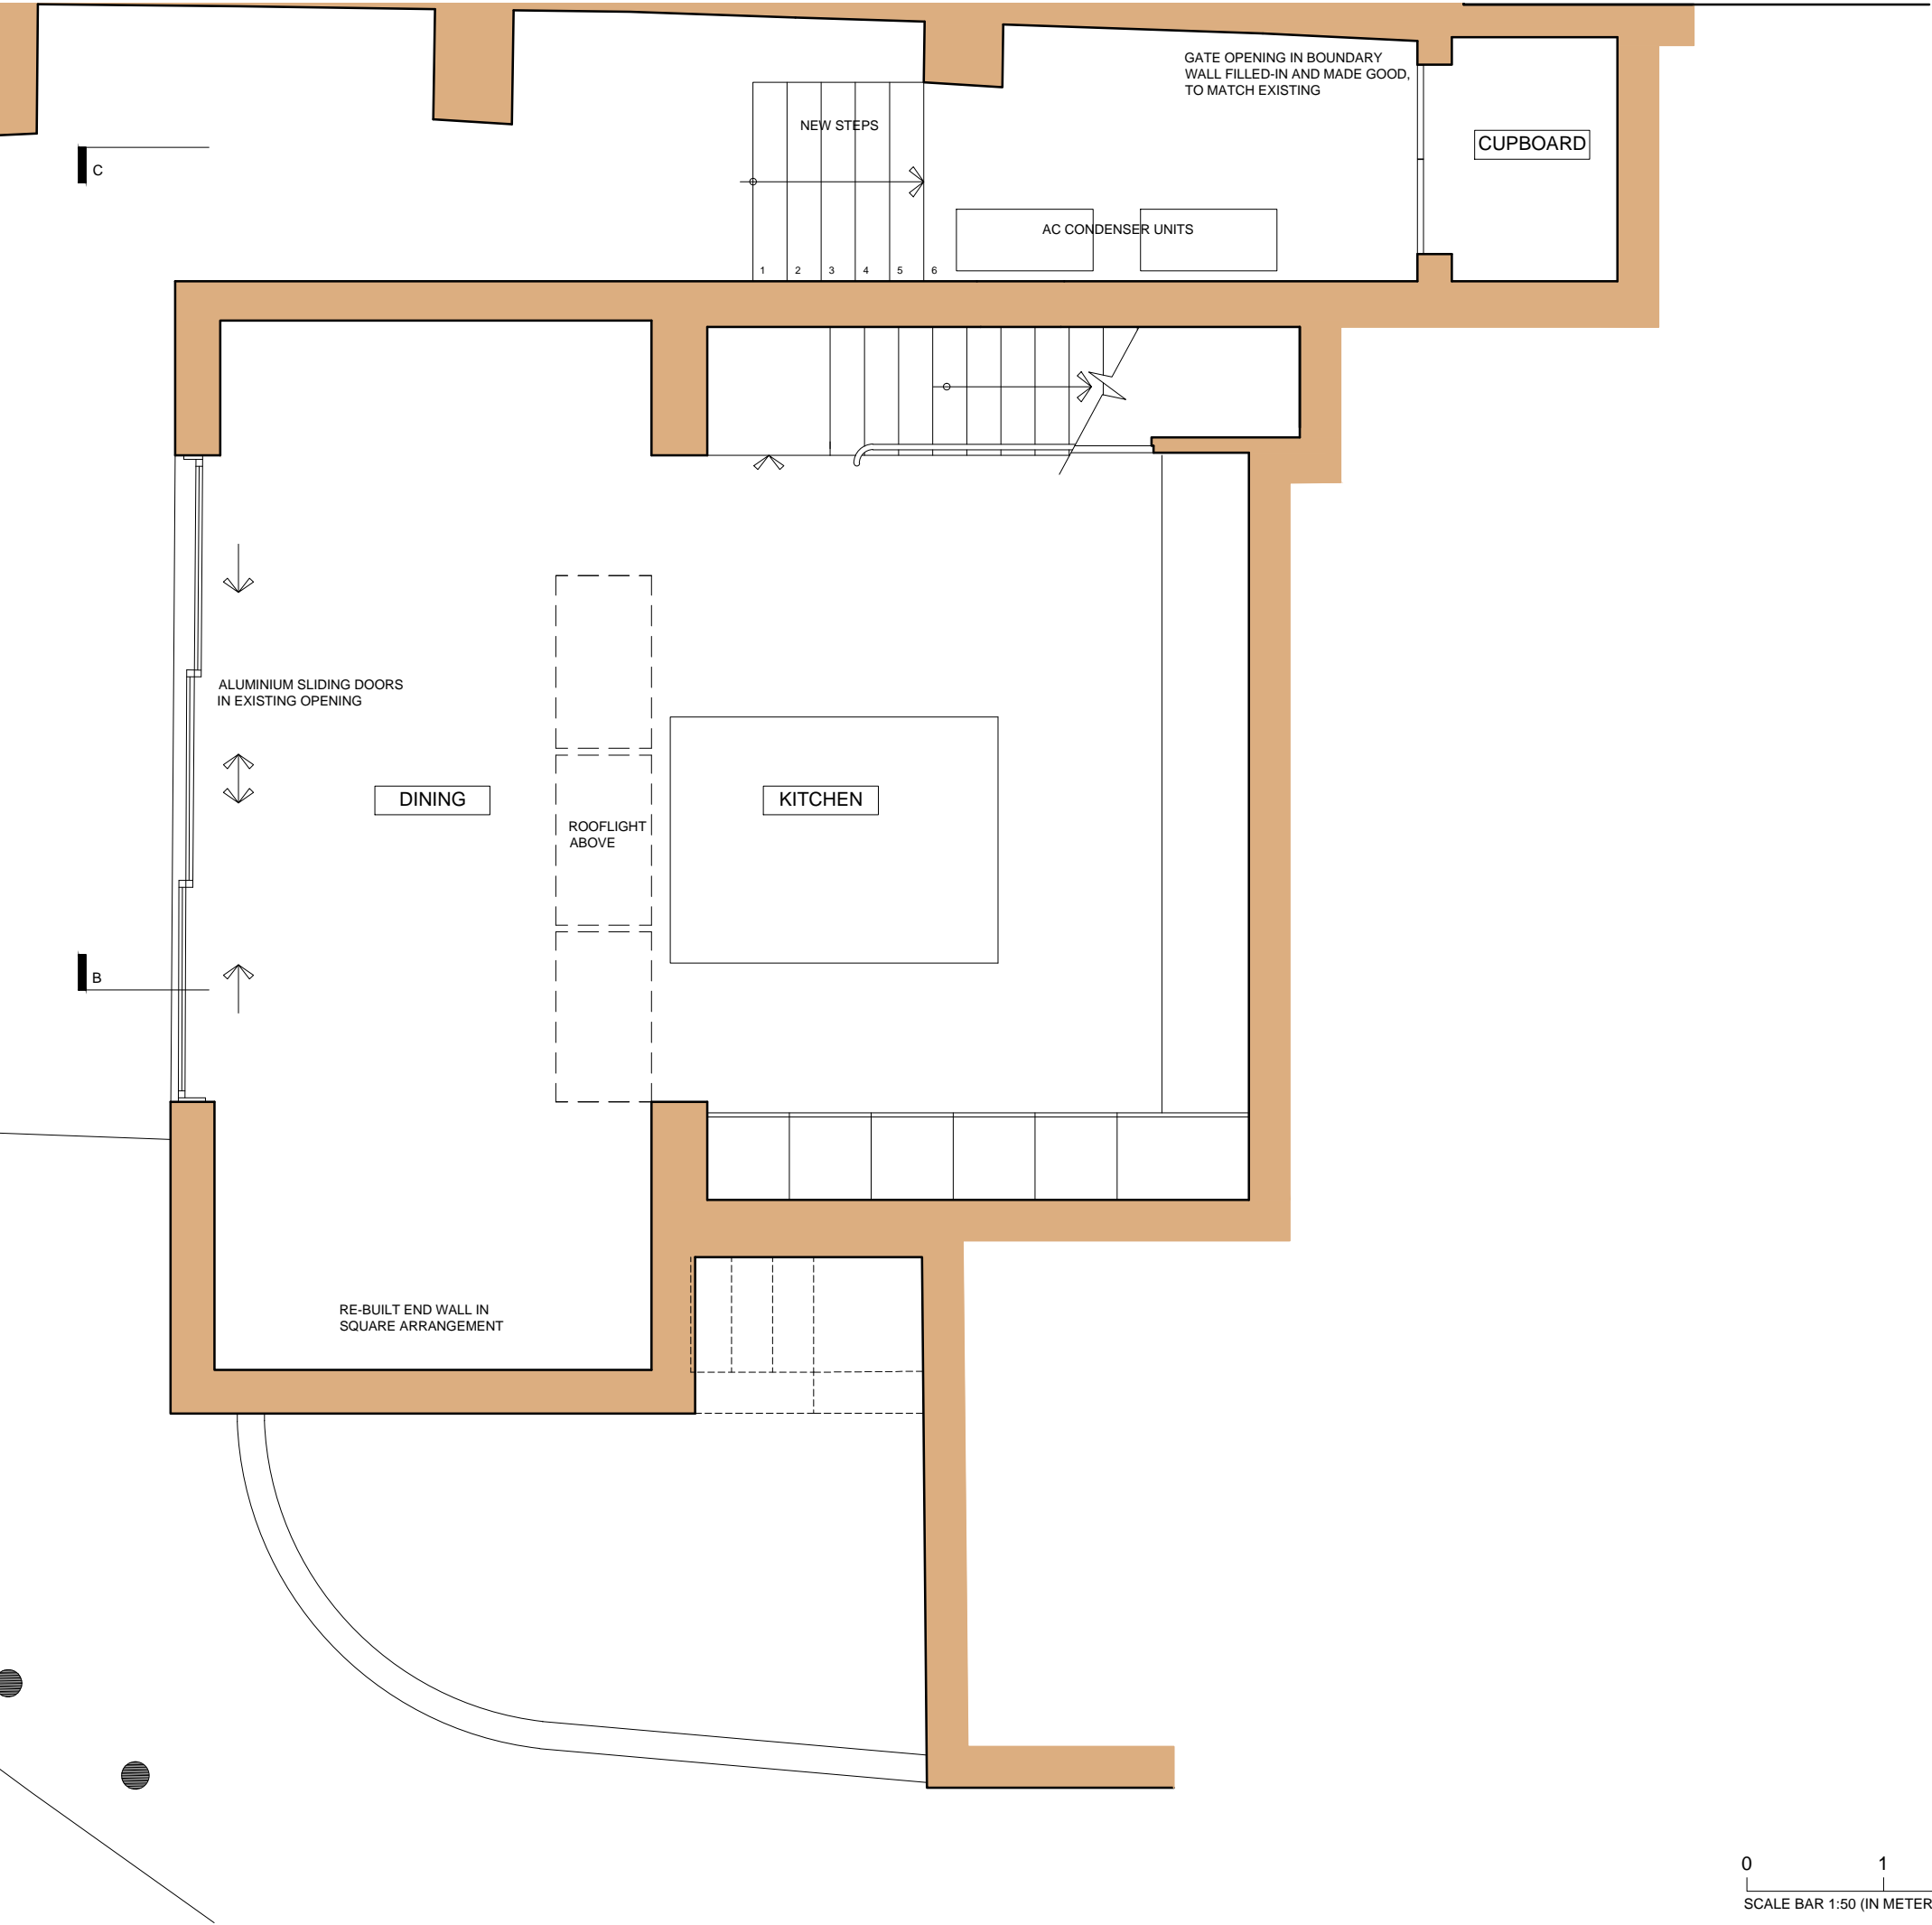 GATE OPENING IN BOUNDARY
WALL FILLED-IN AND MADE GOOD,
TO MATCH EXISTING
NEW STEPS
CUPBOARD
C
AC CONDENSER UNITS
1 2 3 4 5 6
ALUMINIUM SLIDING DOORS
IN EXISTING OPENING
DINING
KITCHEN
ROOFLIGHT
ABOVE
B
RE-BUILT END WALL IN
SQUARE ARRANGEMENT
0 1
SCALE BAR 1:50 (IN METER